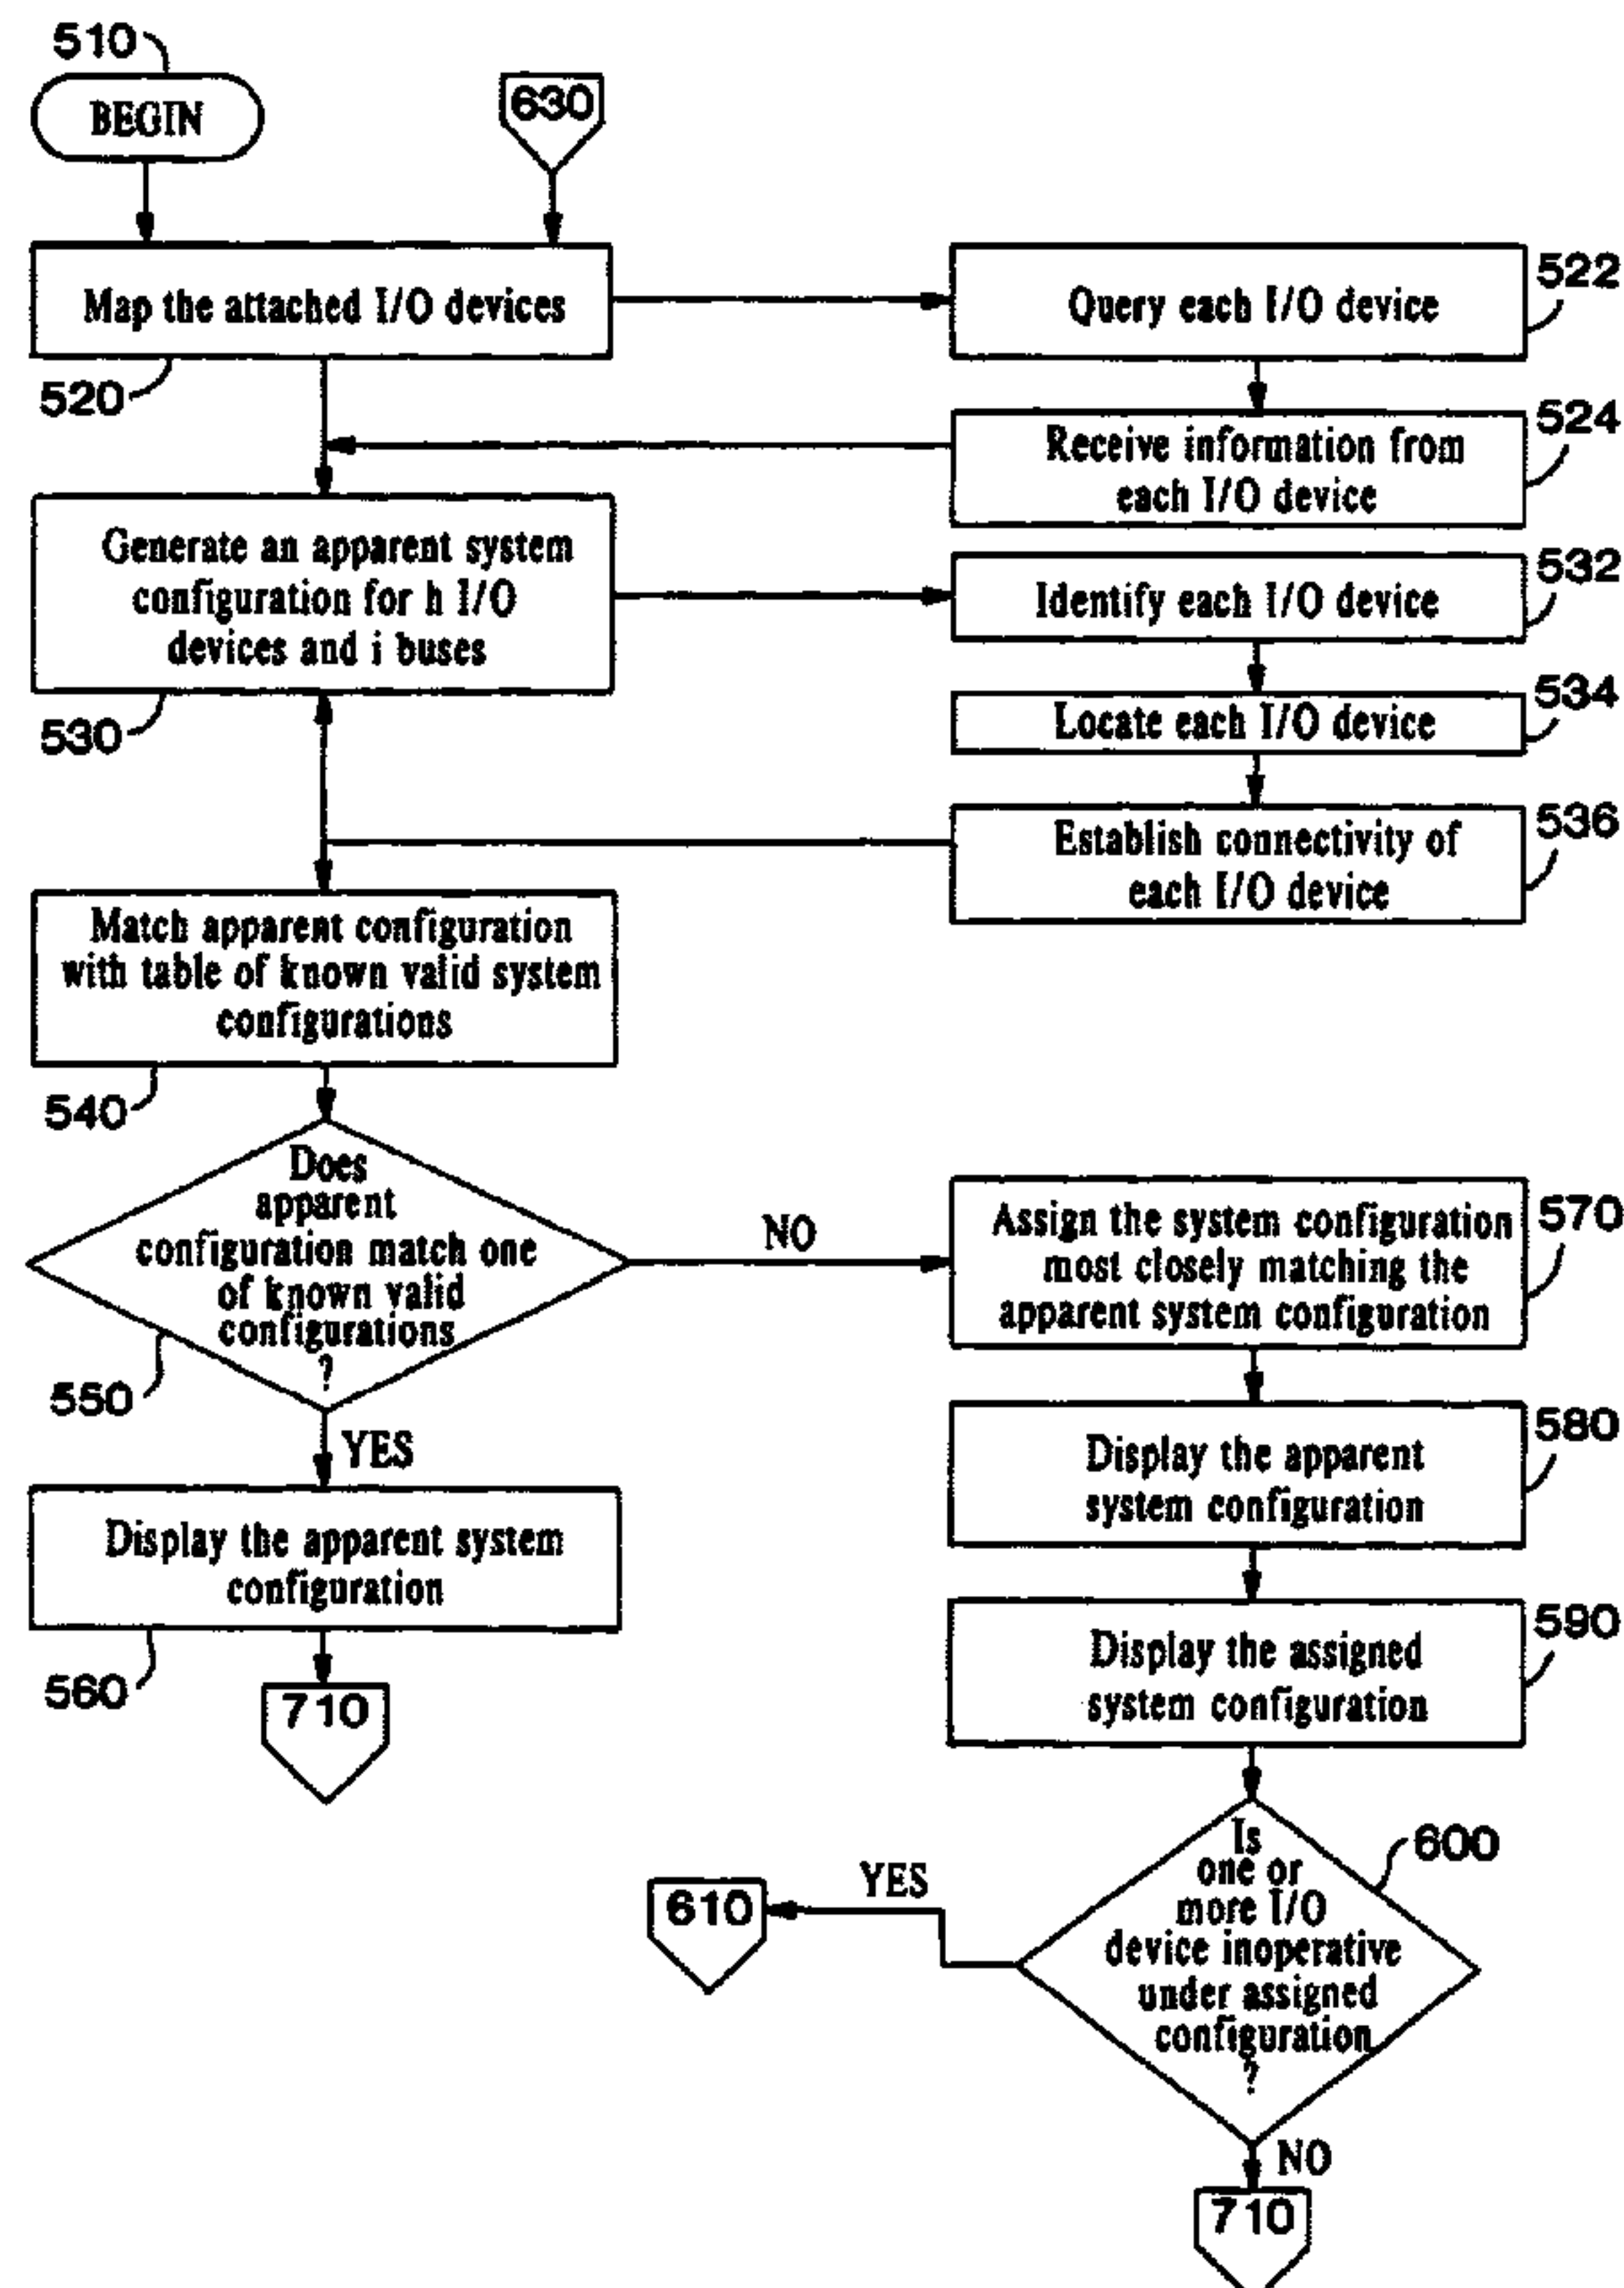 510
BEGIN
630
Map the attached I/O devices
520
Query each I/O device
522
Receive information from
each I/O device
524
Generate an apparent system
configuration for h I/O
devices and i buses
530
Identify each I/O device
532
Locate each I/O device
534
Establish connectivity of
each I/O device
536
Match apparent configuration
with table of known valid system
configurations
540
Does
apparent
configuration match one
of known valid
configurations
?
550
NO
YES
Display the apparent system
configuration
560
710
Assign the system configuration
most closely matching the
apparent system configuration
570
Display the apparent
system configuration
580
Display the assigned
system configuration
590
Is
one or
more I/O
device inoperative
under assigned
configuration
?
600
YES
610
NO
710